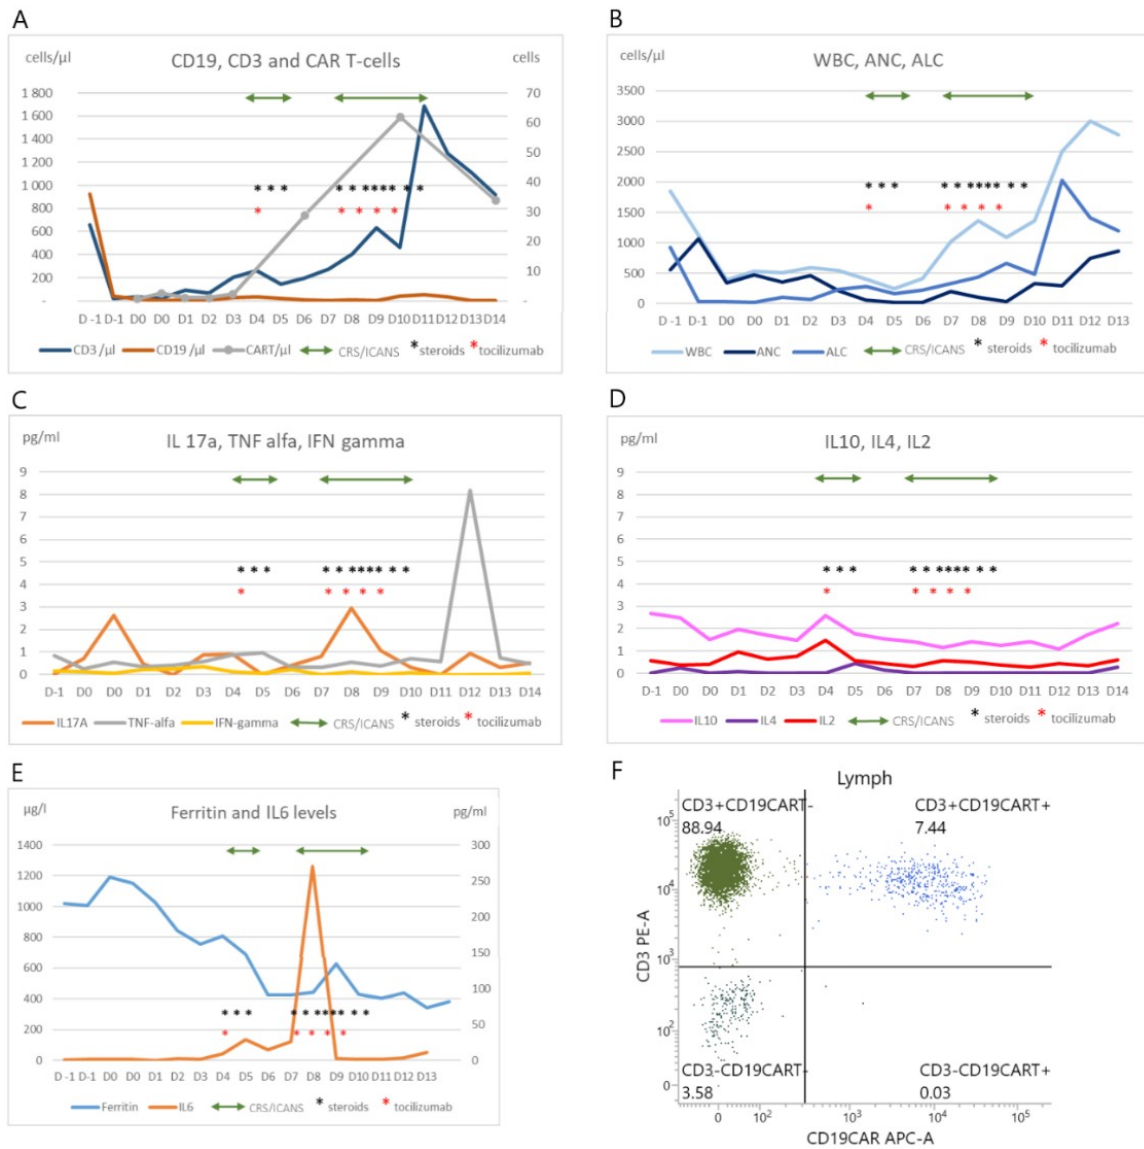 A
cells/µl
CD19, CD3 and CAR T-cells
cells
1 800
1 600
1 400
1 200
1 000
800
600
400
200
-
70
60
50
40
30
20
10
-
* * * * * ***** * *
* * * * *
D -1 D-1 D0 D0 D1 D2 D3 D4 D5 D6 D7 D8 D9 D10 D11 D12 D13 D14
CD3/µl CD19/µl CART/µl CRS/ICANS *steroids *tocilizumab
B
cells/µl
WBC, ANC, ALC
3500
3000
2500
2000
1500
1000
500
0
* * * * * ***** * *
* * * * *
D -1 D-1 D0 D0 D1 D2 D3 D4 D5 D6 D7 D8 D9 D10 D11 D12 D13
WBC ANC ALC CRS/ICANS * steroids * tocilizumab
C
pg/ml
IL 17a, TNF alfa, IFN gamma
9
8
7
6
5
4
3
2
1
0
* * * * * ***** * *
* * * * *
D-1 D0 D0 D1 D2 D3 D4 D5 D6 D7 D8 D9 D10 D11 D12 D13 D14
IL17A TNF-alfa IFN-gamma CRS/ICANS * steroids * tocilizumab
D
pg/ml
IL10, IL4, IL2
9
8
7
6
5
4
3
2
1
0
* * * * * ***** * *
* * * * *
D-1 D0 D0 D1 D2 D3 D4 D5 D6 D7 D8 D9 D10 D11 D12 D13 D14
IL10 IL4 IL2 CRS/ICANS * steroids * tocilizumab
E
µg/l
Ferritin and IL6 levels
pg/ml
1400
1200
1000
800
600
400
200
0
300
250
200
150
100
50
0
* * * * * ***** * *
* * * * *
D -1 D-1 D0 D0 D1 D2 D3 D4 D5 D6 D7 D8 D9 D10 D11 D12 D13
Ferritin IL6 CRS/ICANS * steroids * tocilizumab
F
Lymph
CD3+CD19CART-
88.94
CD3+CD19CART+
7.44
CD3-CD19CART-
3.58
CD3-CD19CART+
0.03
CD3 PE-A
10⁵
10⁴
10³
10²
0
0 10² 10³ 10⁴ 10⁵
CD19CAR APC-A